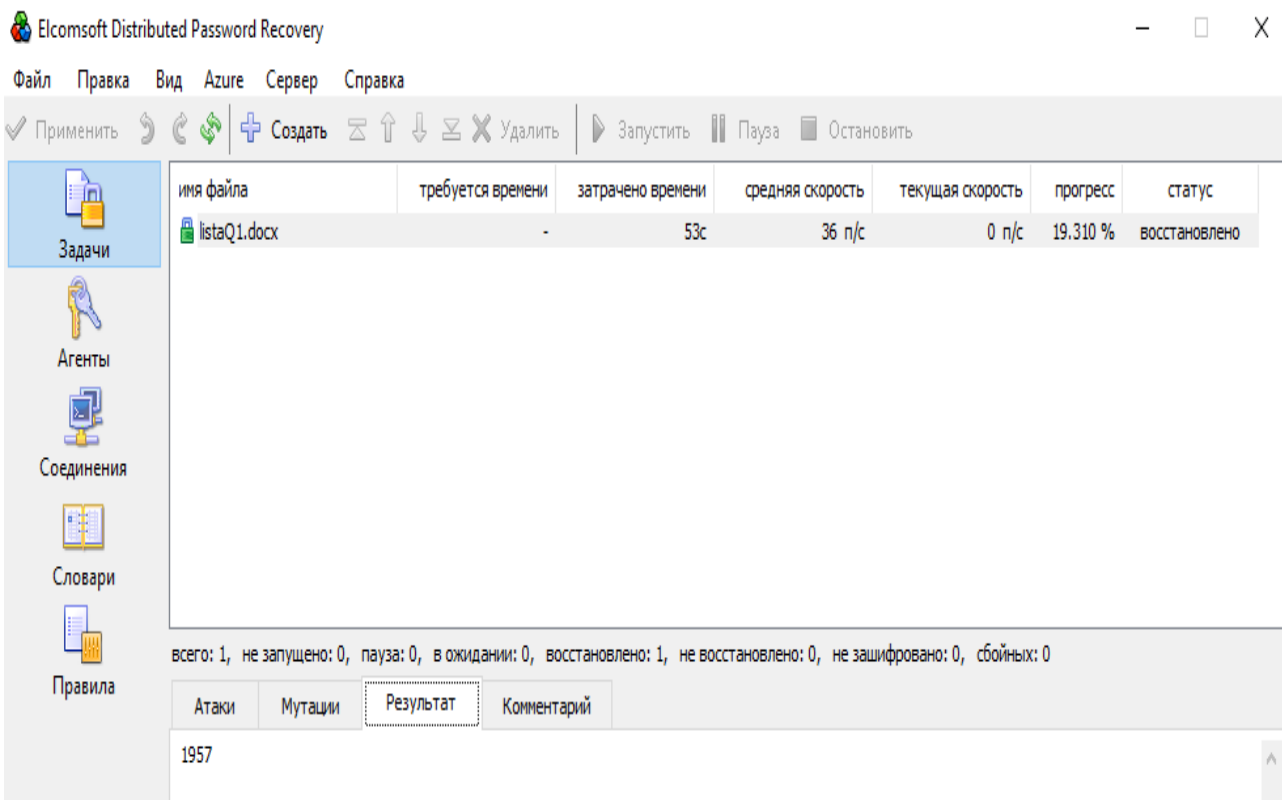 Elcomsoft Distributed Password Recovery
Файл Правка Вид Azure Сервер Справка
Применить Создать Удалить Запустить Пауза Остановить
имя файла требуется времени затрачено времени средняя скорость текущая скорость прогресс статус
listaQ1.docx - 53с 36 п/с 0 п/с 19.310 % восстановлено
Задачи
Агенты
Соединения
Словари
Правила
всего: 1, не запущено: 0, пауза: 0, в ожидании: 0, восстановлено: 1, не восстановлено: 0, не зашифровано: 0, сбойных: 0
Атаки Мутации Результат Комментарий
1957